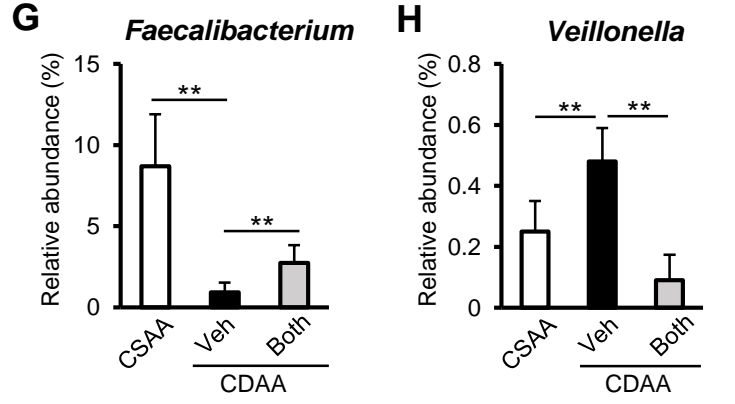 G
Faecalibacterium
Relative abundance (%)
15
10
5
0
**
**
CSAA
Veh
Both
CDAA
H
Veillonella
Relative abundance (%)
0.8
0.6
0.4
0.2
0
**
**
CSAA
Veh
Both
CDAA